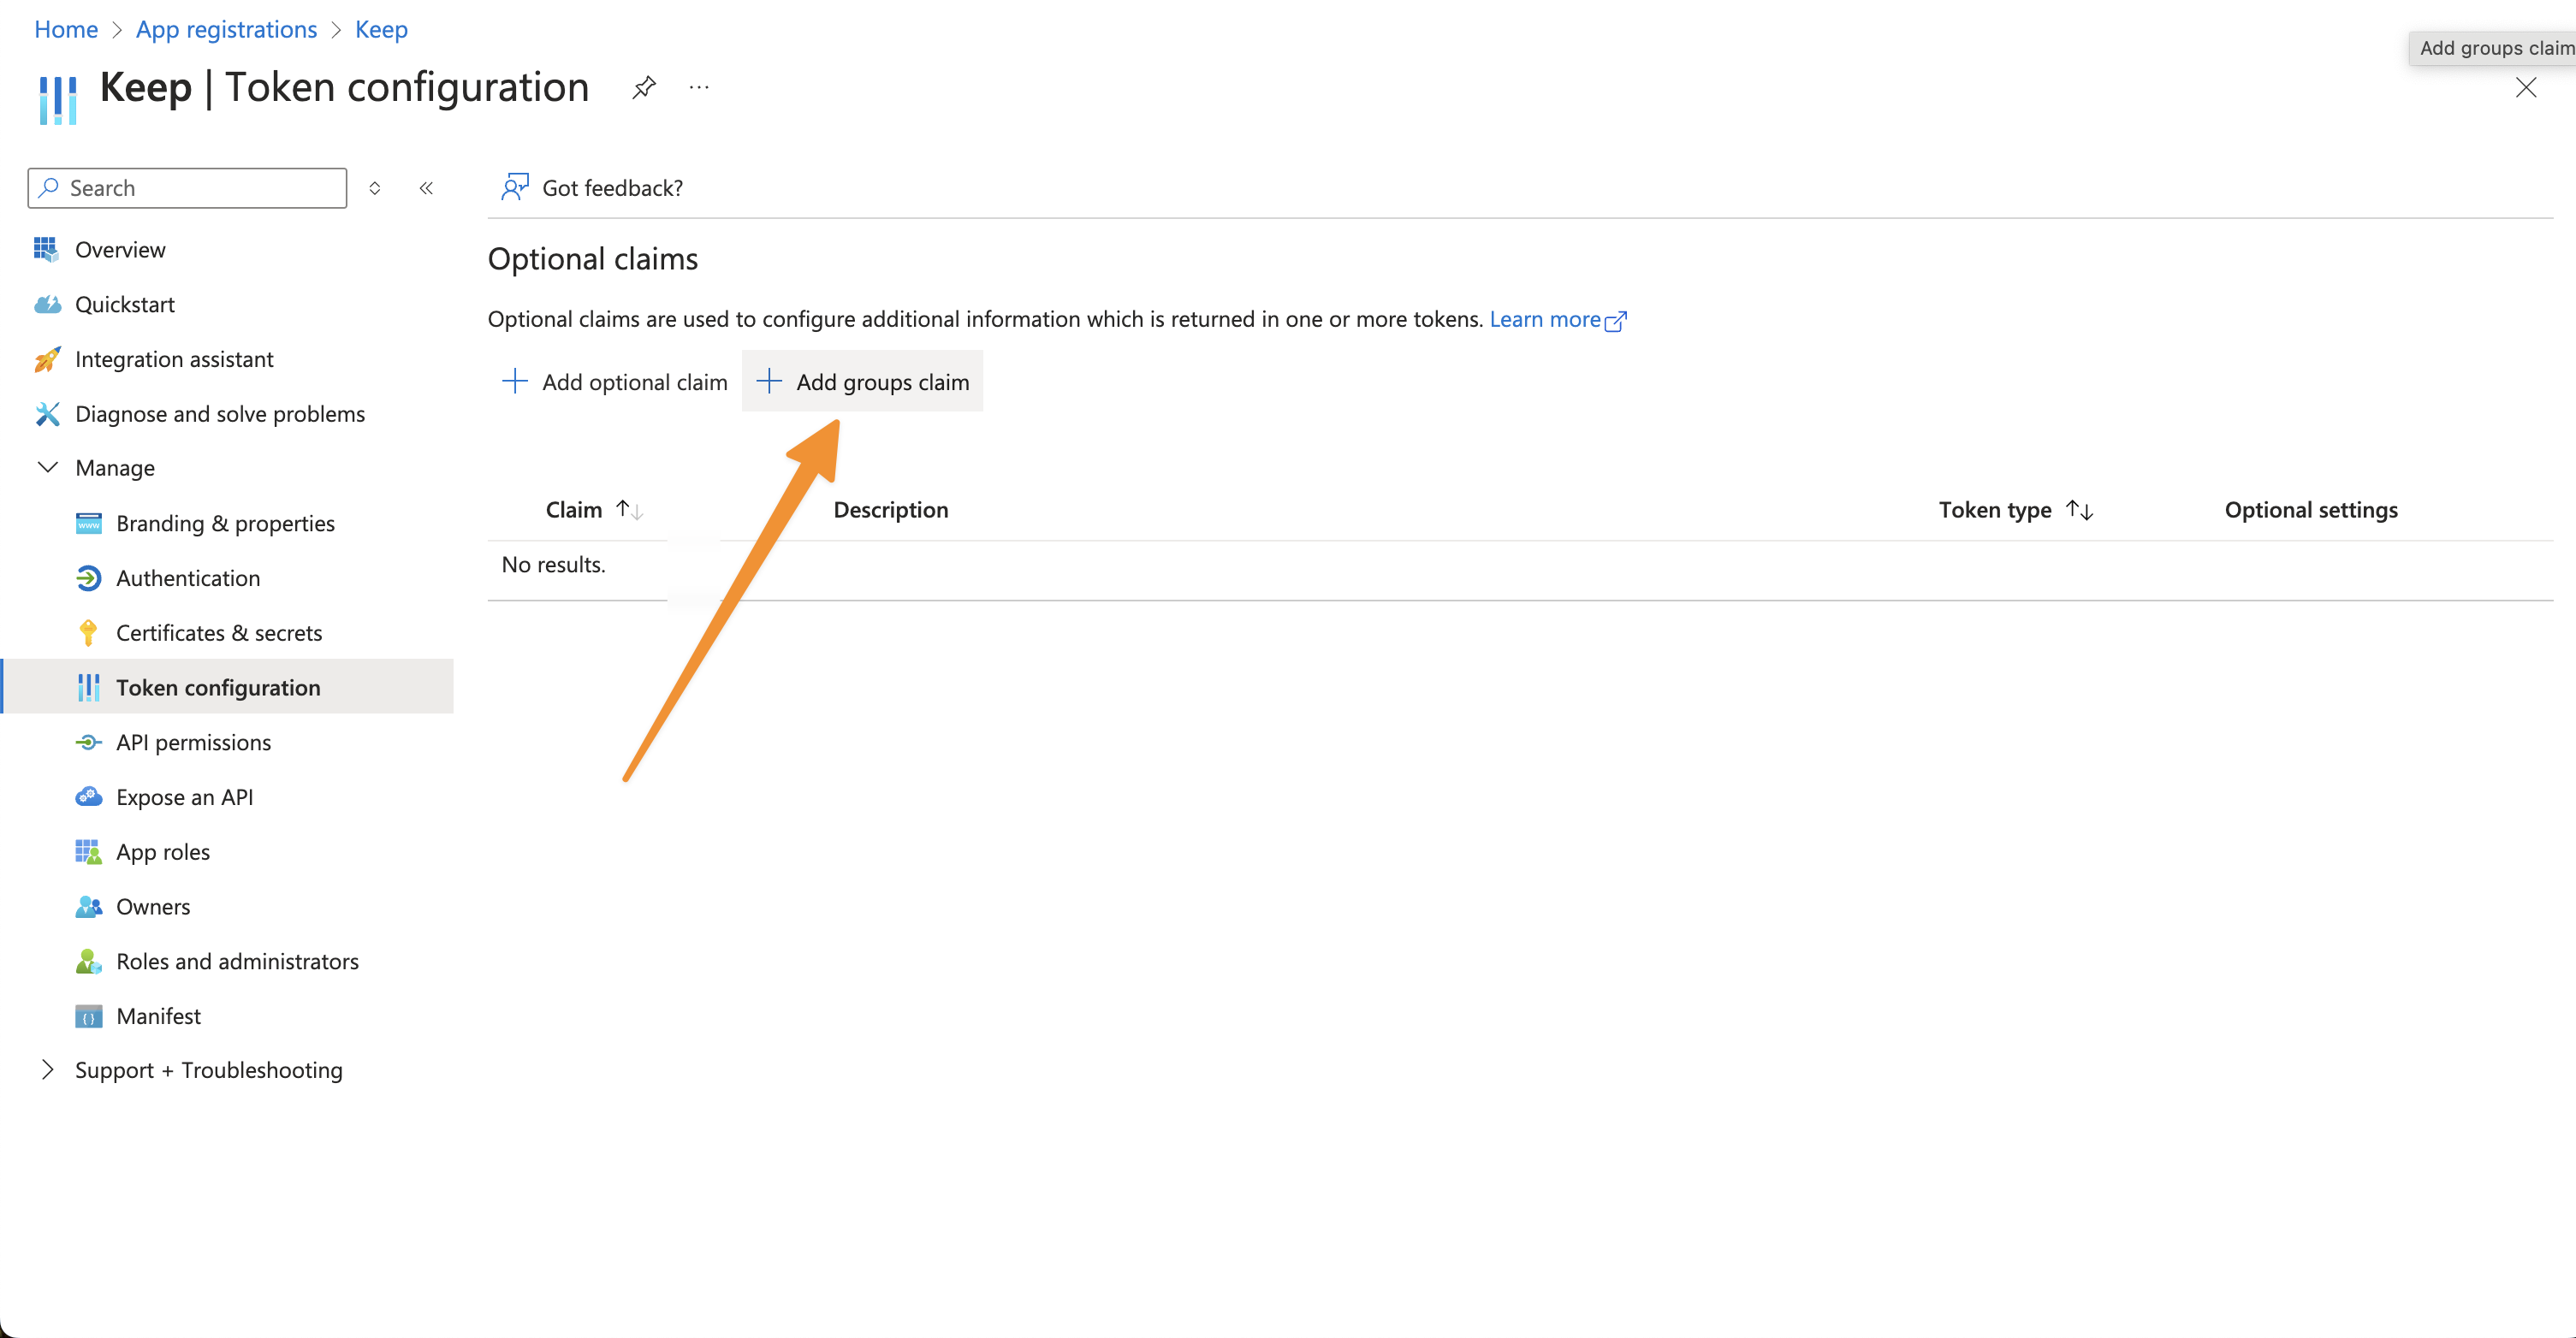 Home > App registrations > Keep
Add groups claim
Keep | Token configuration
Search
Got feedback?
Overview
Quickstart
Integration assistant
Diagnose and solve problems
Manage
Branding & properties
Authentication
Certificates & secrets
Token configuration
API permissions
Expose an API
App roles
Owners
Roles and administrators
Manifest
Support + Troubleshooting
Optional claims
Optional claims are used to configure additional information which is returned in one or more tokens. Learn more
Add optional claim
Add groups claim
Claim Description Token type Optional settings
No results.